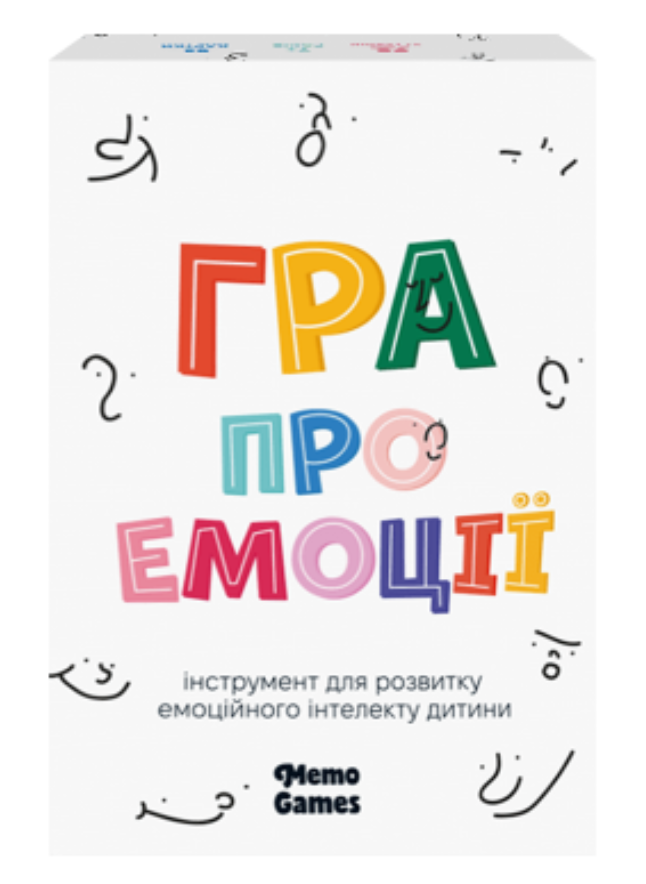 ГРА
ПРО
ЕМОЦІЇ
інструмент для розвитку
емоційного інтелекту дитини
Memo
Games